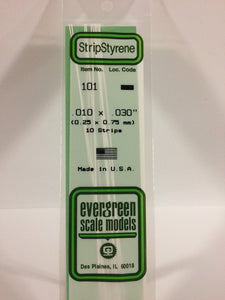 StripStyrene
Item No. Loc. Code
101
.010 x .030"
(0.25 x 0.75 mm)
10 Strips
Made in U.S.A.
evergreen
scale models
Des Plaines, IL 60018